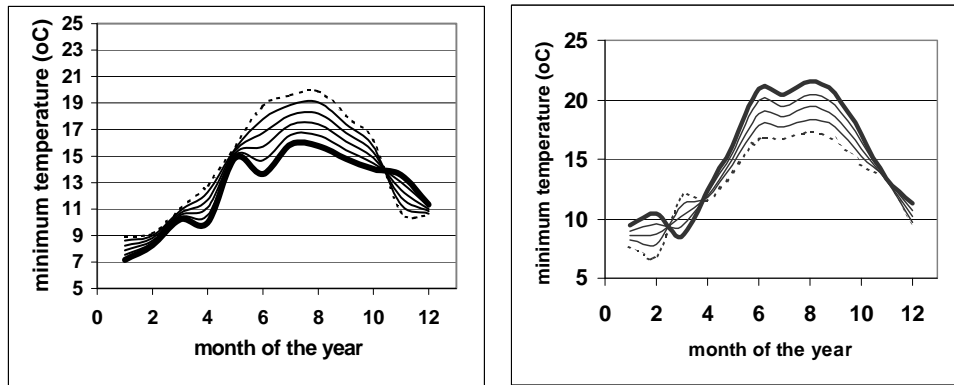 minimum temperature (oC)
25
23
21
19
17
15
13
11
9
7
5
0 2 4 6 8 10 12
month of the year
minimum temperature (oC)
25
20
15
10
5
0 2 4 6 8 10 12
month of the year